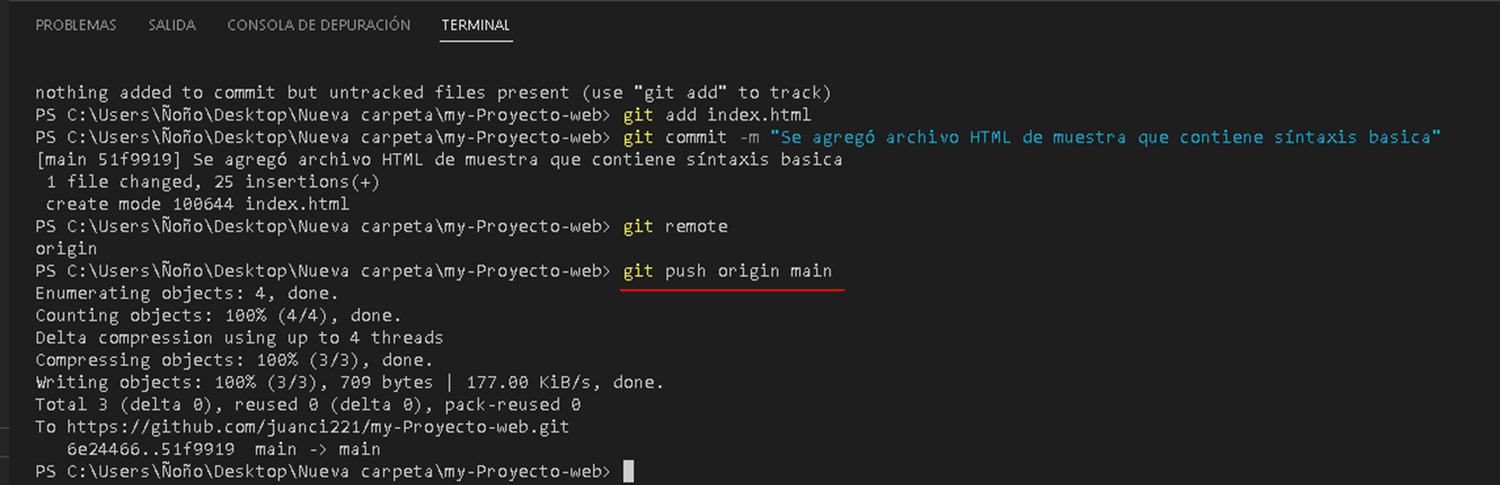 PROBLEMAS SALIDA CONSOLA DE DEPURACIÓN TERMINAL
nothing added to commit but untracked files present (use "git add" to track)
PS C:\Users\Ñoño\Desktop\Nueva carpeta\my-Proyecto-web> git add index.html
PS C:\Users\Ñoño\Desktop\Nueva carpeta\my-Proyecto-web> git commit -m "Se agregó archivo HTML de muestra que contiene síntaxis basica"
[main 51f9919] Se agregó archivo HTML de muestra que contiene síntaxis basica
 1 file changed, 25 insertions(+)
 create mode 100644 index.html
PS C:\Users\Ñoño\Desktop\Nueva carpeta\my-Proyecto-web> git remote
origin
PS C:\Users\Ñoño\Desktop\Nueva carpeta\my-Proyecto-web> git push origin main
Enumerating objects: 4, done.
Counting objects: 100% (4/4), done.
Delta compression using up to 4 threads
Compressing objects: 100% (3/3), done.
Writing objects: 100% (3/3), 709 bytes | 177.00 KiB/s, done.
Total 3 (delta 0), reused 0 (delta 0), pack-reused 0
To https://github.com/juanci221/my-Proyecto-web.git
   6e24466..51f9919  main -> main
PS C:\Users\Ñoño\Desktop\Nueva carpeta\my-Proyecto-web>